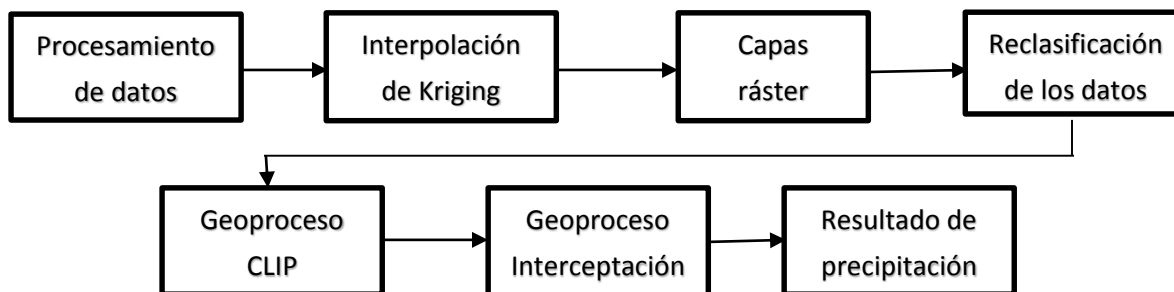 Procesamiento
de datos
Interpolación
de Kriging
Capas
ráster
Reclasificación
de los datos
Geoproceso
CLIP
Geoproceso
Interceptación
Resultado de
precipitación